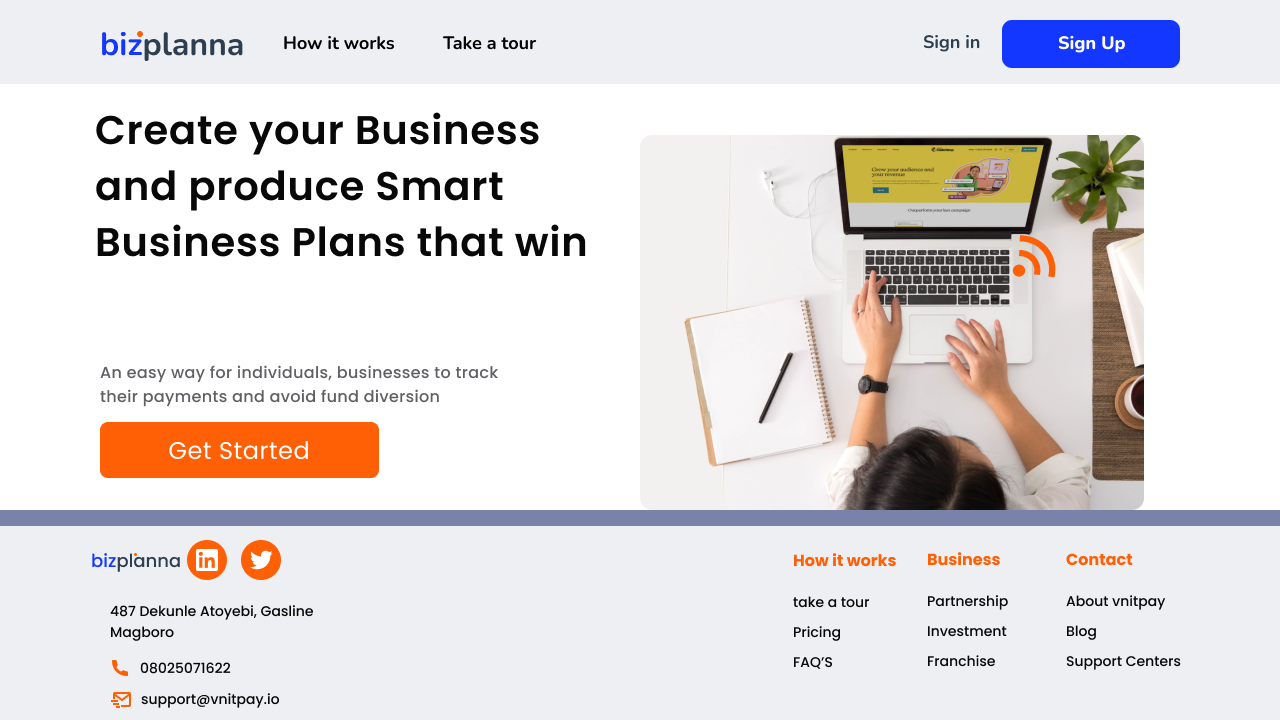 bizplanna
How it works
Take a tour
Sign in
Sign Up
Create your Business
and produce Smart
Business Plans that win
An easy way for individuals, businesses to track
their payments and avoid fund diversion
Get Started
Grow your audience and
your revenue
bizplanna
487 Dekunle Atoyebi, Gasline
Magboro
08025071622
support@vnitpay.io
How it works
take a tour
Pricing
FAQ'S
Business
Partnership
Investment
Franchise
Contact
About vnitpay
Blog
Support Centers